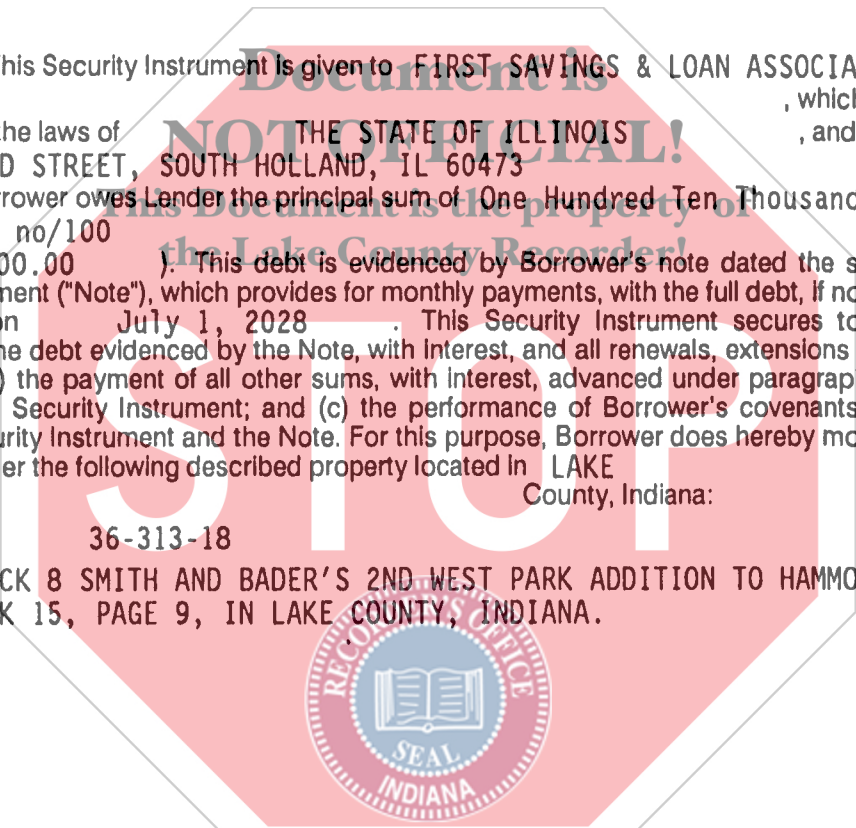 his Security Instrument is given to FIRST SAVINGS & LOAN ASSOCIA
, which
he laws of THE STATE OF ILLINOIS , and
D STREET, SOUTH HOLLAND, IL 60473
rrower owes Lender the principal sum of One Hundred Ten Thousand
no/100
00.00 ). This debt is evidenced by Borrower's note dated the s
ment ("Note"), which provides for monthly payments, with the full debt, if no
on July 1, 2028 . This Security Instrument secures to
he debt evidenced by the Note, with interest, and all renewals, extensions
) the payment of all other sums, with interest, advanced under paragrap
Security Instrument; and (c) the performance of Borrower's covenants
urity Instrument and the Note. For this purpose, Borrower does hereby mo
er the following described property located in LAKE
County, Indiana:
36-313-18
CK 8 SMITH AND BADER'S 2ND WEST PARK ADDITION TO HAMMO
K 15, PAGE 9, IN LAKE COUNTY, INDIANA.
Document is
NOT OFFICIAL!
This Document is the property of
the Lake County Recorder!
STOP
RECORDER'S OFFICE
SEAL
INDIANA